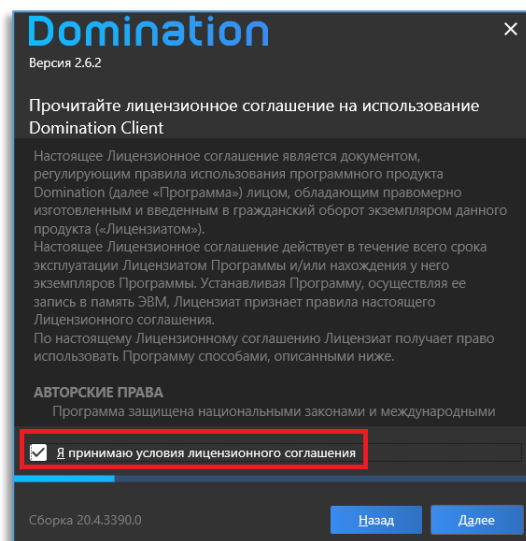 Domination
Версия 2.6.2
Прочитайте лицензионное соглашение на использование
Domination Client
Настоящее Лицензионное соглашение является документом,
регулирующим правила использования программного продукта
Domination (далее «Программа») лицом, обладающим правомерно
изготовленным и введенным в гражданский оборот экземпляром данного
продукта («Лицензиатом»).
Настоящее Лицензионное соглашение действует в течение всего срока
эксплуатации Лицензиатом Программы и/или нахождения у него
экземпляров Программы. Устанавливая Программу, осуществляя ее
запись в память ЭВМ, Лицензиат признает правила настоящего
Лицензионного соглашения.
По настоящему Лицензионному соглашению Лицензиат получает право
использовать Программу способами, описанными ниже.
АВТОРСКИЕ ПРАВА
Программа защищена национальными законами и международными
Я принимаю условия лицензионного соглашения
Сборка 20.4.3390.0
Назад
Далее